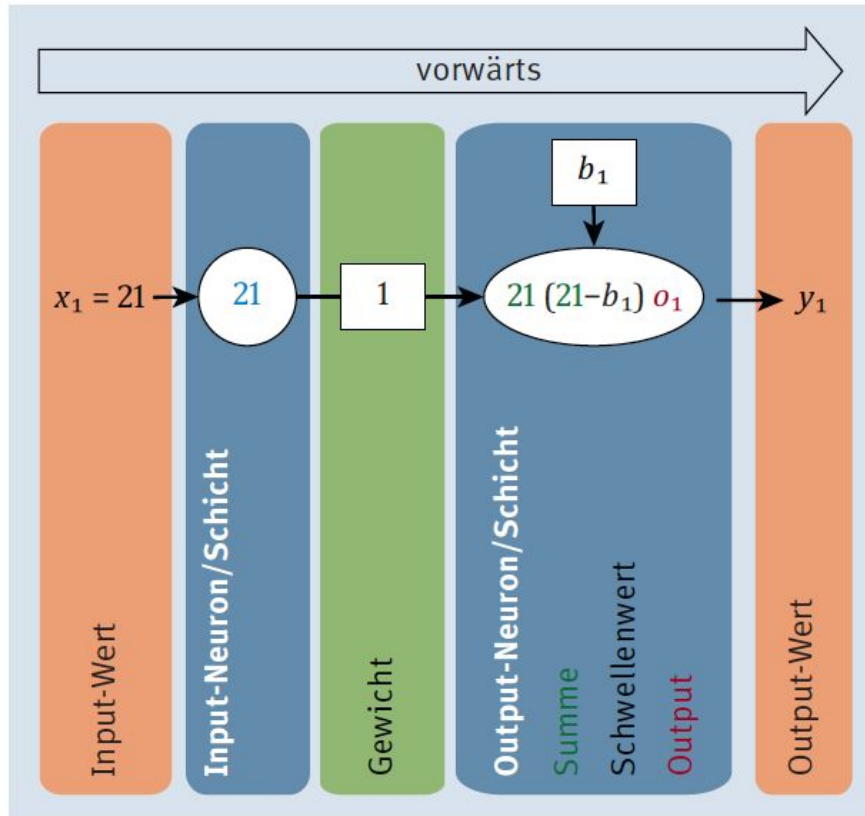 vorwärts
b₁
x₁ = 21
21
1
21 (21–b₁) o₁
y₁
Input-Wert
Input-Neuron/Schicht
Gewicht
Output-Neuron/Schicht
Summe
Schwellenwert
Output
Output-Wert